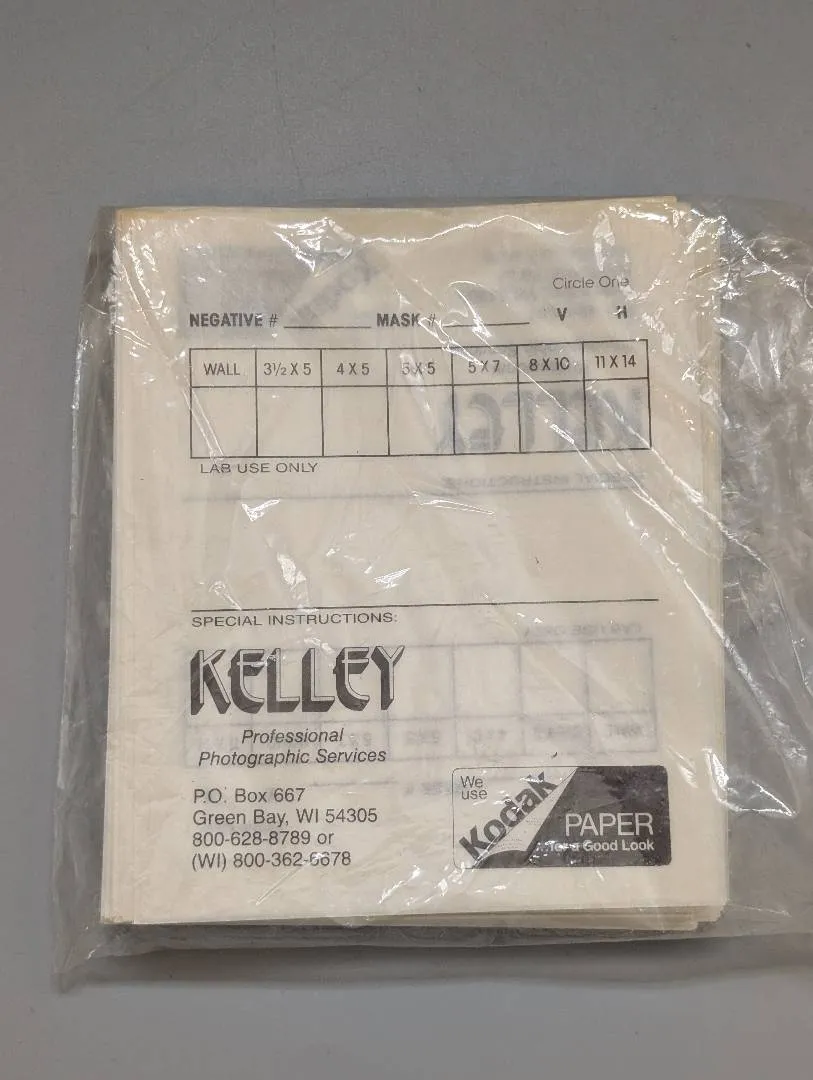 Circle One
NEGATIVE # MASK # V H
WALL 3½ X 5 4 X 5 5 X 5 5 X 7 8 X 10 11 X 14
LAB USE ONLY
SPECIAL INSTRUCTIONS:
KELLEY
Professional
Photographic Services
P.O. Box 667
Green Bay, WI 54305
800-628-8789 or
(WI) 800-362-6678
We
use
Kodak
PAPER
Good Look